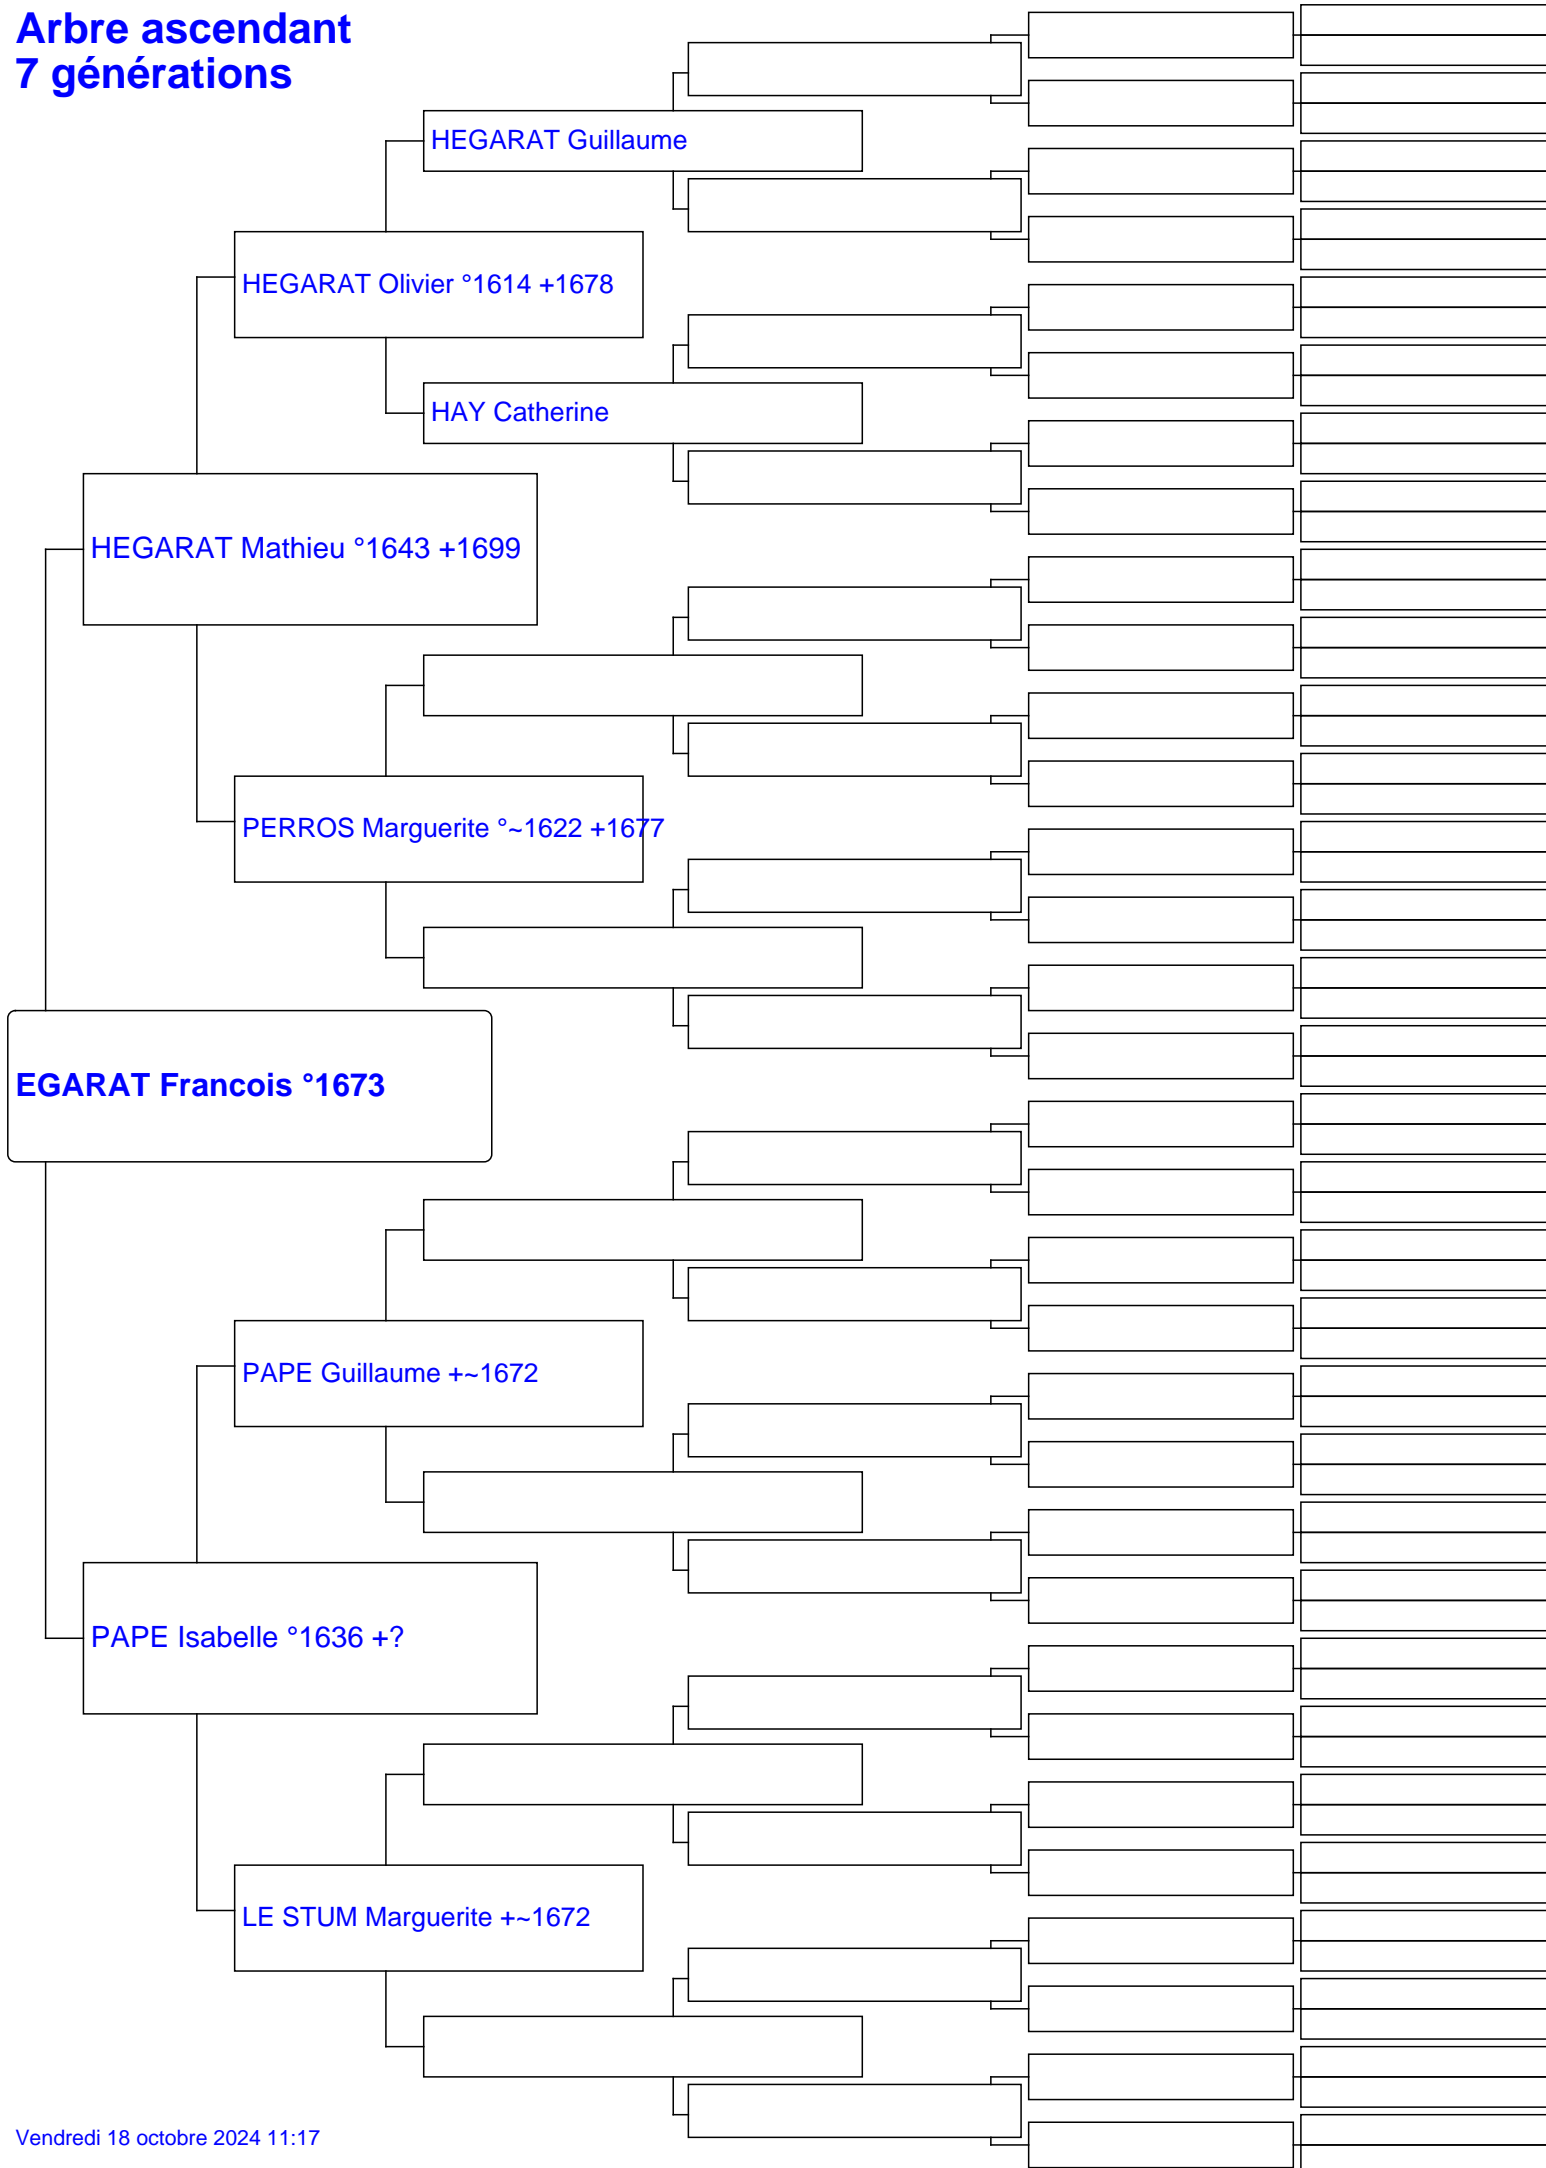 Arbre ascendant
7 générations
HEGARAT Guillaume
HEGARAT Olivier °1614 +1678
HAY Catherine
HEGARAT Mathieu °1643 +1699
PERROS Marguerite °~1622 +1677
EGARAT Francois °1673
PAPE Guillaume +~1672
PAPE Isabelle °1636 +?
LE STUM Marguerite +~1672
Vendredi 18 octobre 2024 11:17